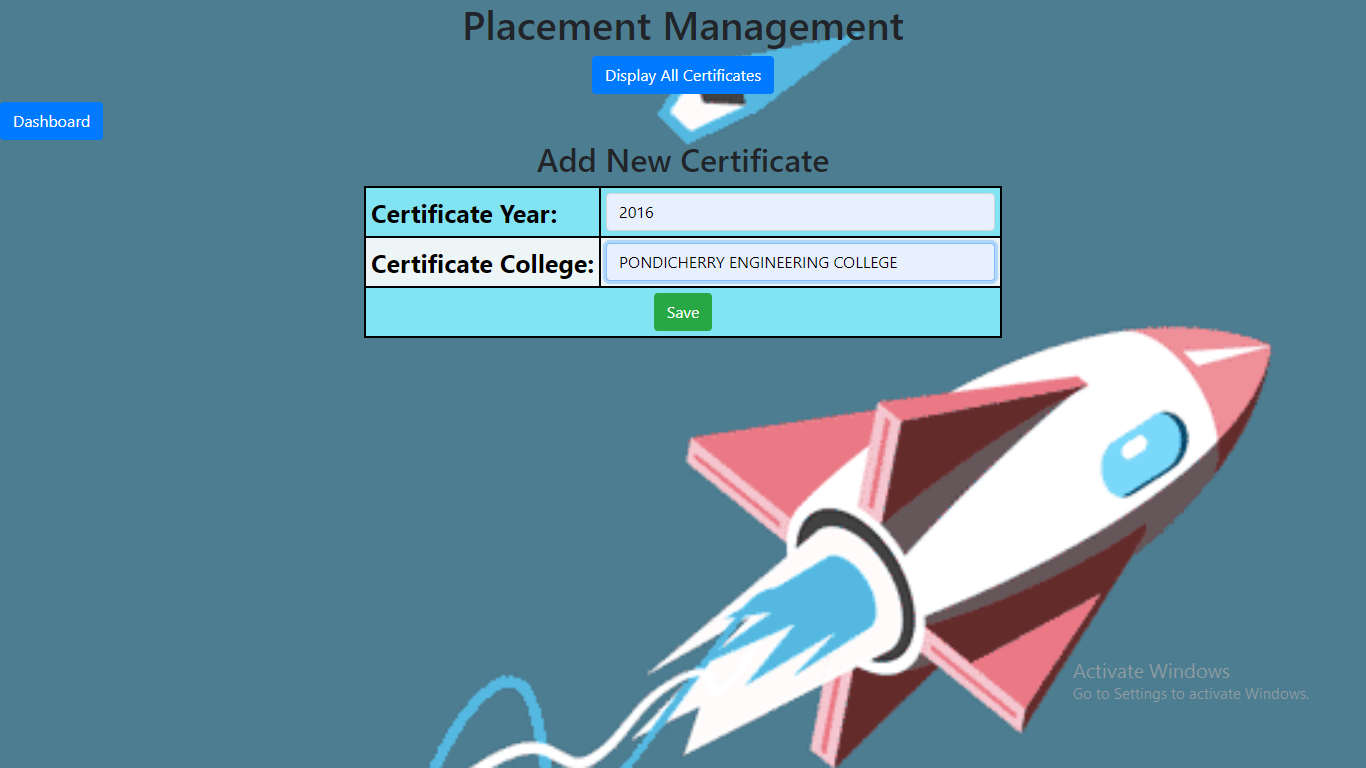 Placement Management
Display All Certificates
Dashboard
Add New Certificate
Certificate Year: 2016
Certificate College: PONDICHERRY ENGINEERING COLLEGE
Save
Activate Windows
Go to Settings to activate Windows.